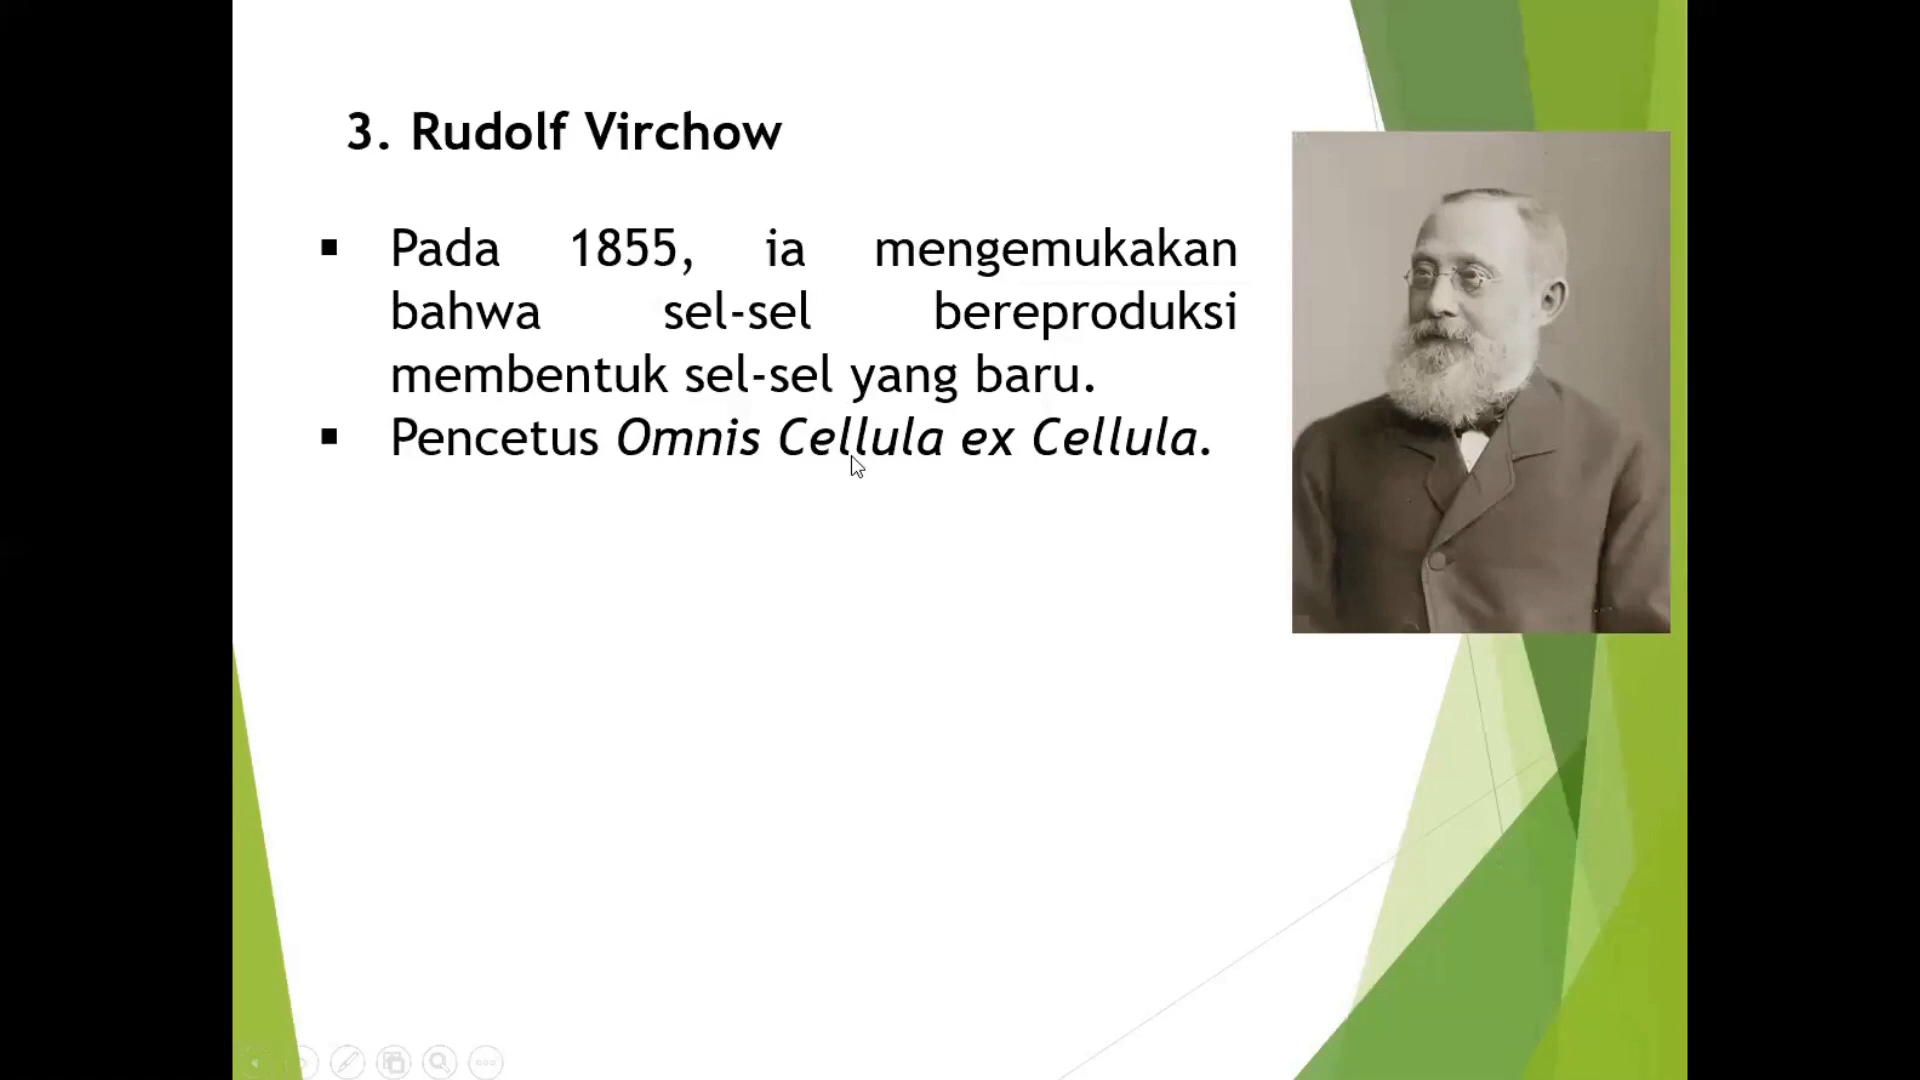 3. Rudolf Virchow
▪ Pada 1855, ia mengemukakan
bahwa sel-sel bereproduksi
membentuk sel-sel yang baru.
▪ Pencetus Omnis Cellula ex Cellula.